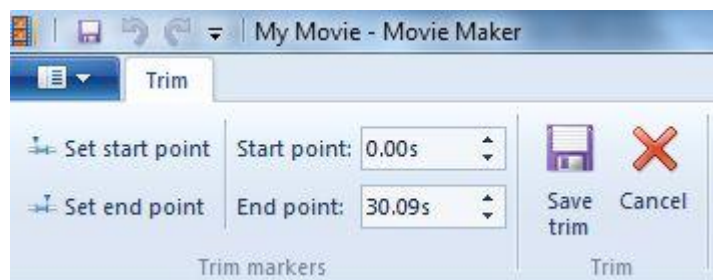 My Movie - Movie Maker
Trim
Set start point Start point: 0.00s
Set end point End point: 30.09s
Save trim
Cancel
Trim markers
Trim